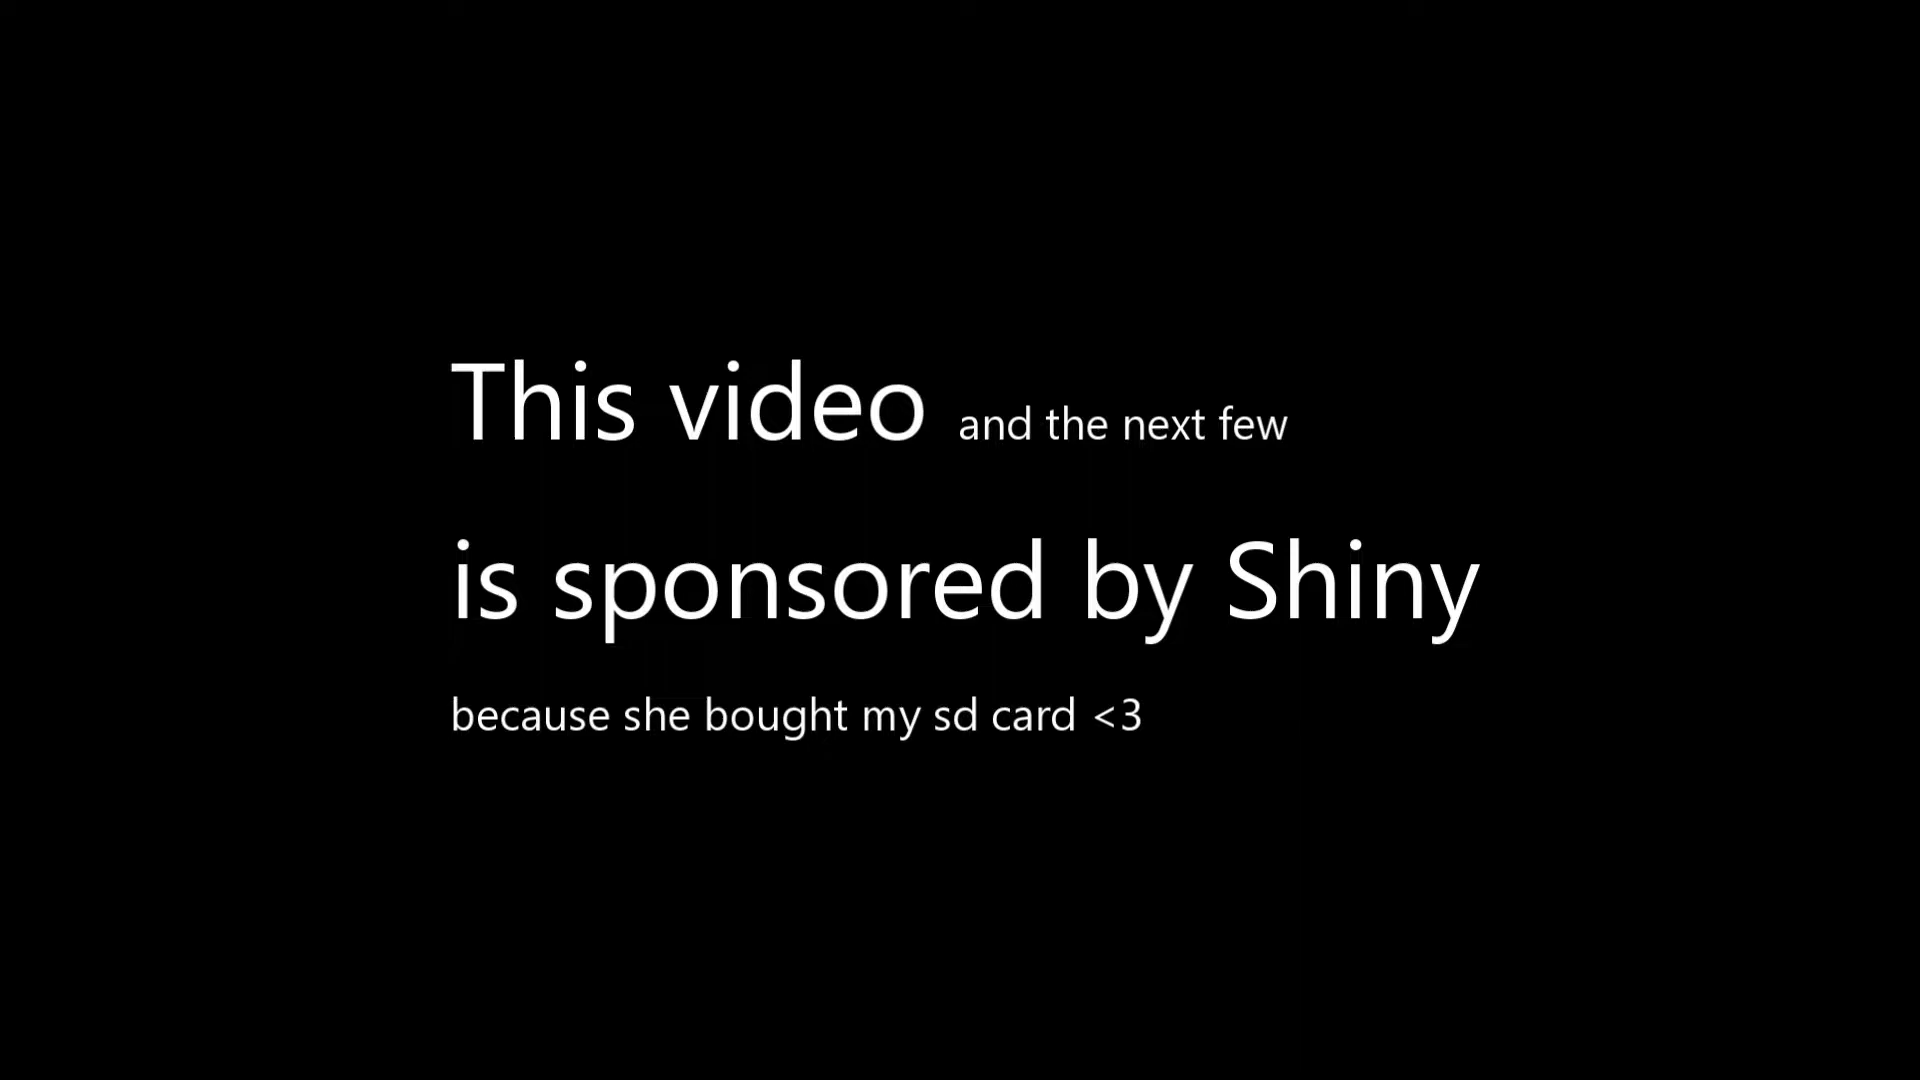 This video and the next few
is sponsored by Shiny
because she bought my sd card <3